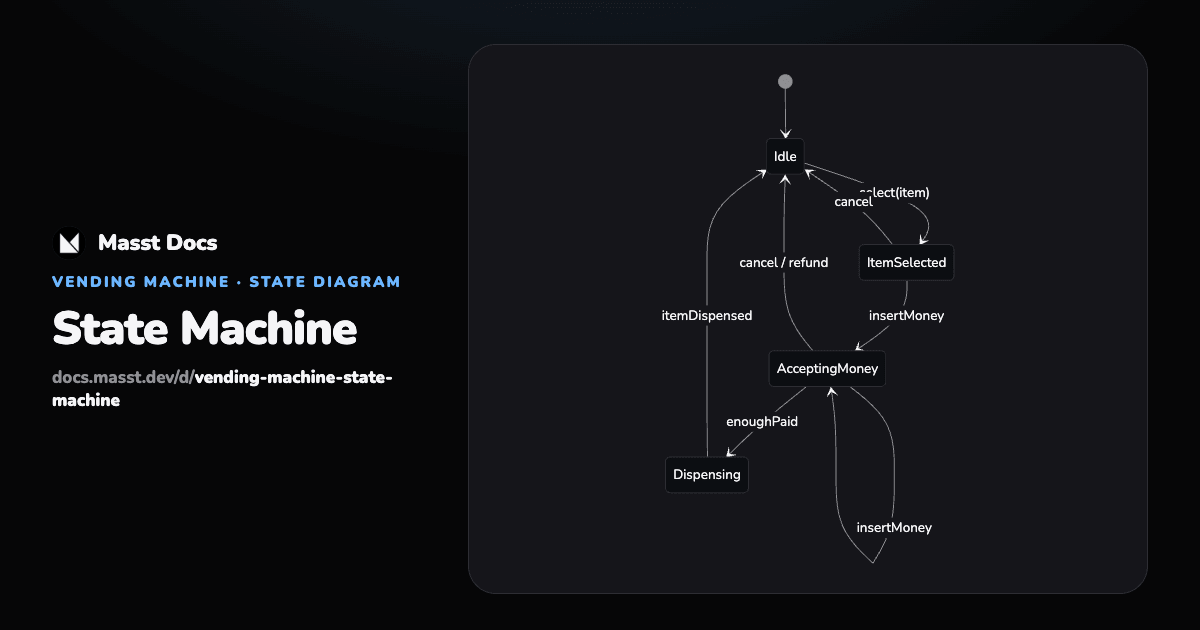 Masst Docs
VENDING MACHINE · STATE DIAGRAM
State Machine
docs.masst.dev/d/vending-machine-state-
machine
Idle
elect(item)
cancel
cancel / refund
ItemSelected
itemDispensed
insertMoney
AcceptingMoney
enoughPaid
Dispensing
insertMoney